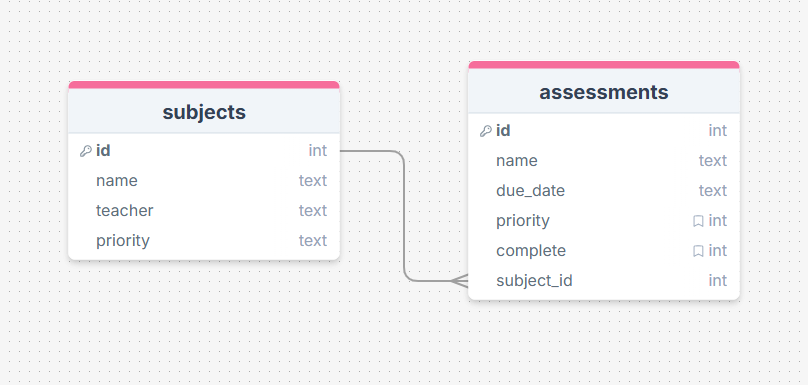 subjects
id int
name text
teacher text
priority text
assessments
id int
name text
due_date text
priority int
complete int
subject_id int